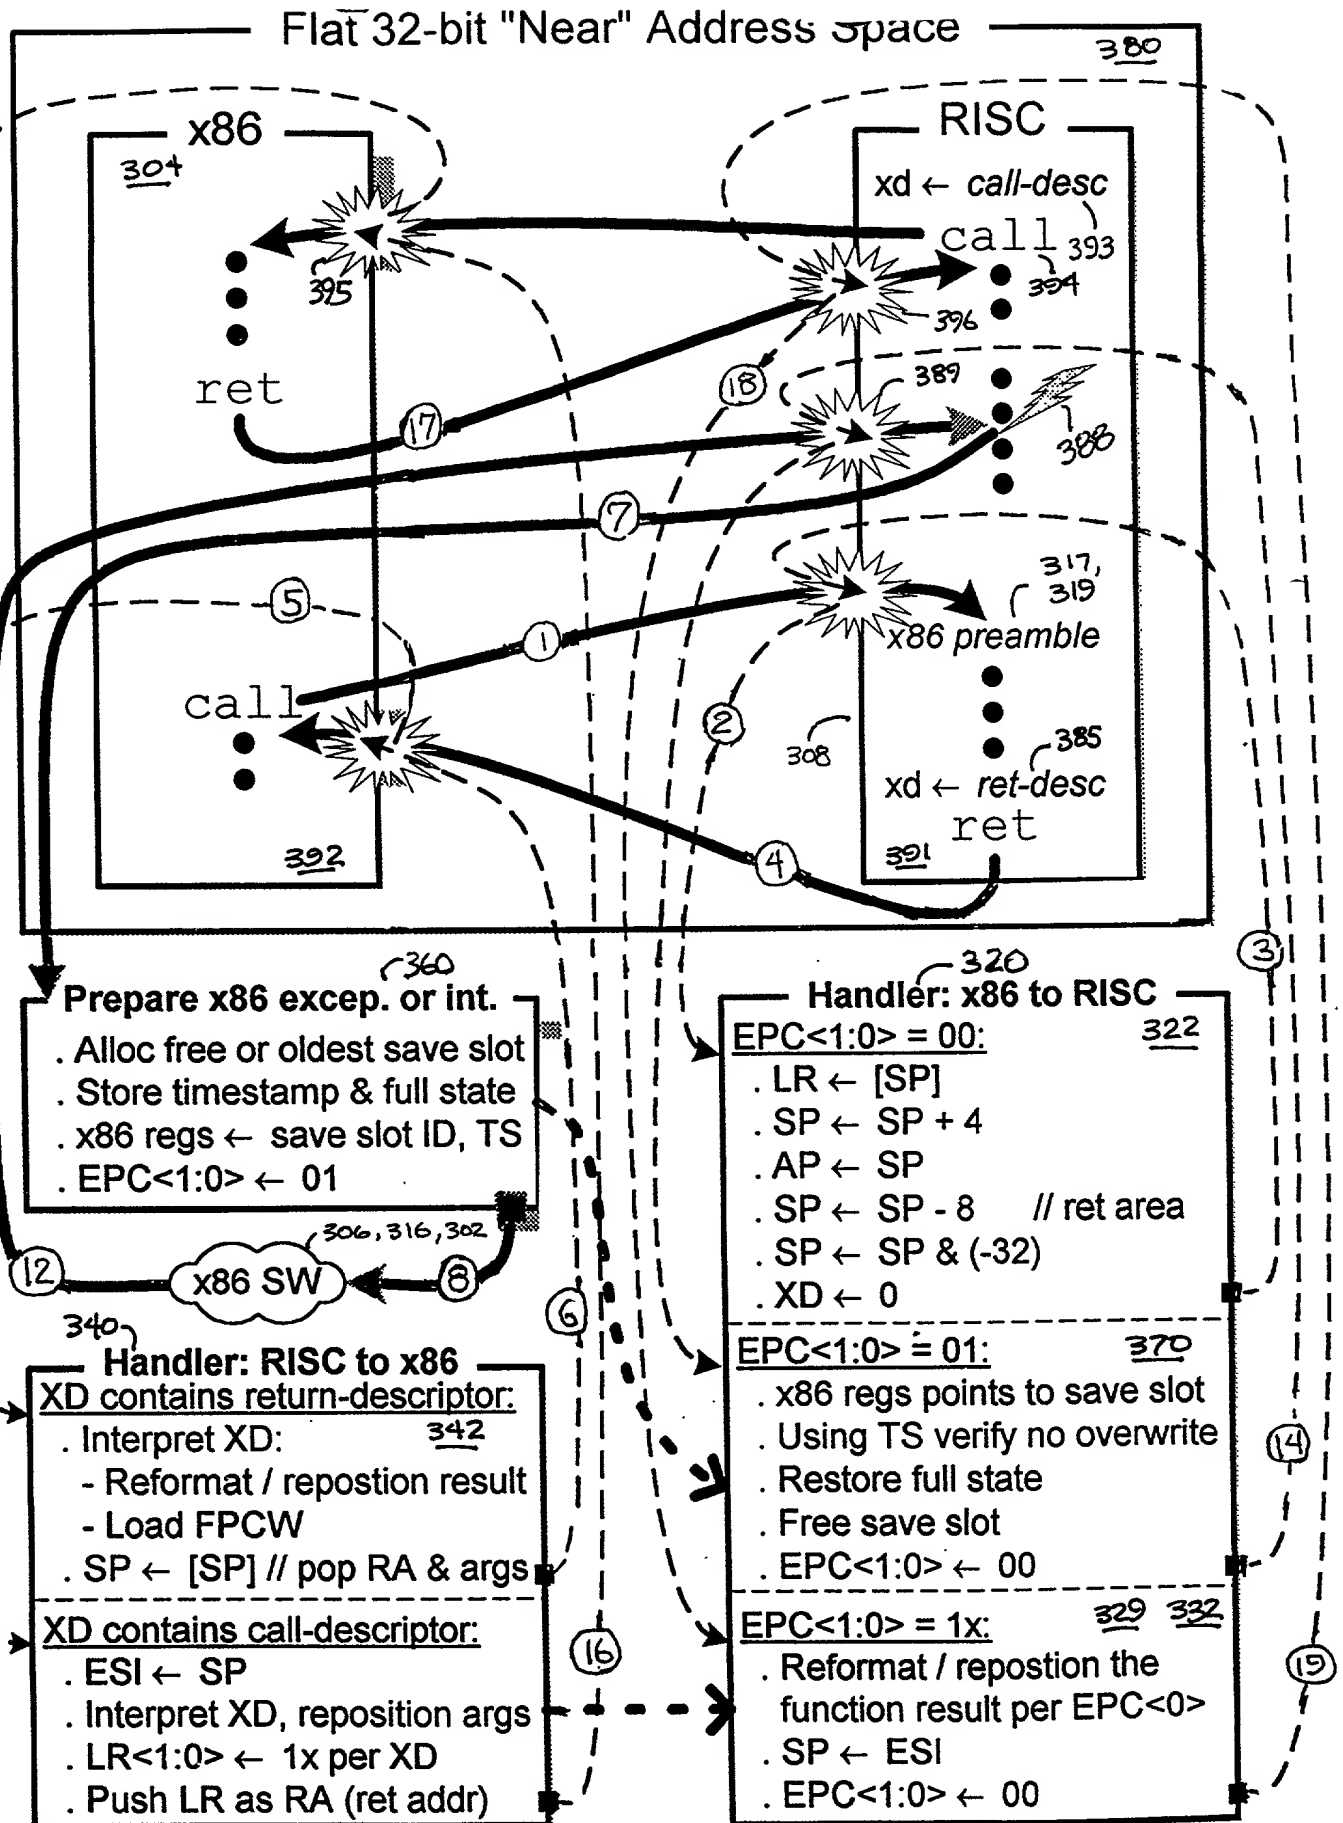 Flat 32-bit "Near" Address Space
380
x86
304
RISC
xd ← call-desc
call
393
394
395
396
ret
18
389
17
388
7
5
317,
319
1
x86 preamble
call
2
308
385
xd ← ret-desc
ret
4
392
391
360
Prepare x86 excep. or int.
. Alloc free or oldest save slot
. Store timestamp & full state
. x86 regs ← save slot ID, TS
. EPC<1:0> ← 01
306, 316, 302
12
x86 SW
8
6
340
Handler: RISC to x86
XD contains return-descriptor:
. Interpret XD:
342
- Reformat / repostion result
- Load FPCW
. SP ← [SP] // pop RA & args
XD contains call-descriptor:
. ESI ← SP
. Interpret XD, reposition args
. LR<1:0> ← 1x per XD
. Push LR as RA (ret addr)
16
320
3
Handler: x86 to RISC
EPC<1:0> = 00:
322
. LR ← [SP]
. SP ← SP + 4
. AP ← SP
. SP ← SP - 8 // ret area
. SP ← SP & (-32)
. XD ← 0
EPC<1:0> = 01:
370
. x86 regs points to save slot
. Using TS verify no overwrite
. Restore full state
. Free save slot
. EPC<1:0> ← 00
14
EPC<1:0> = 1x:
329 332
. Reformat / repostion the
function result per EPC<0>
. SP ← ESI
. EPC<1:0> ← 00